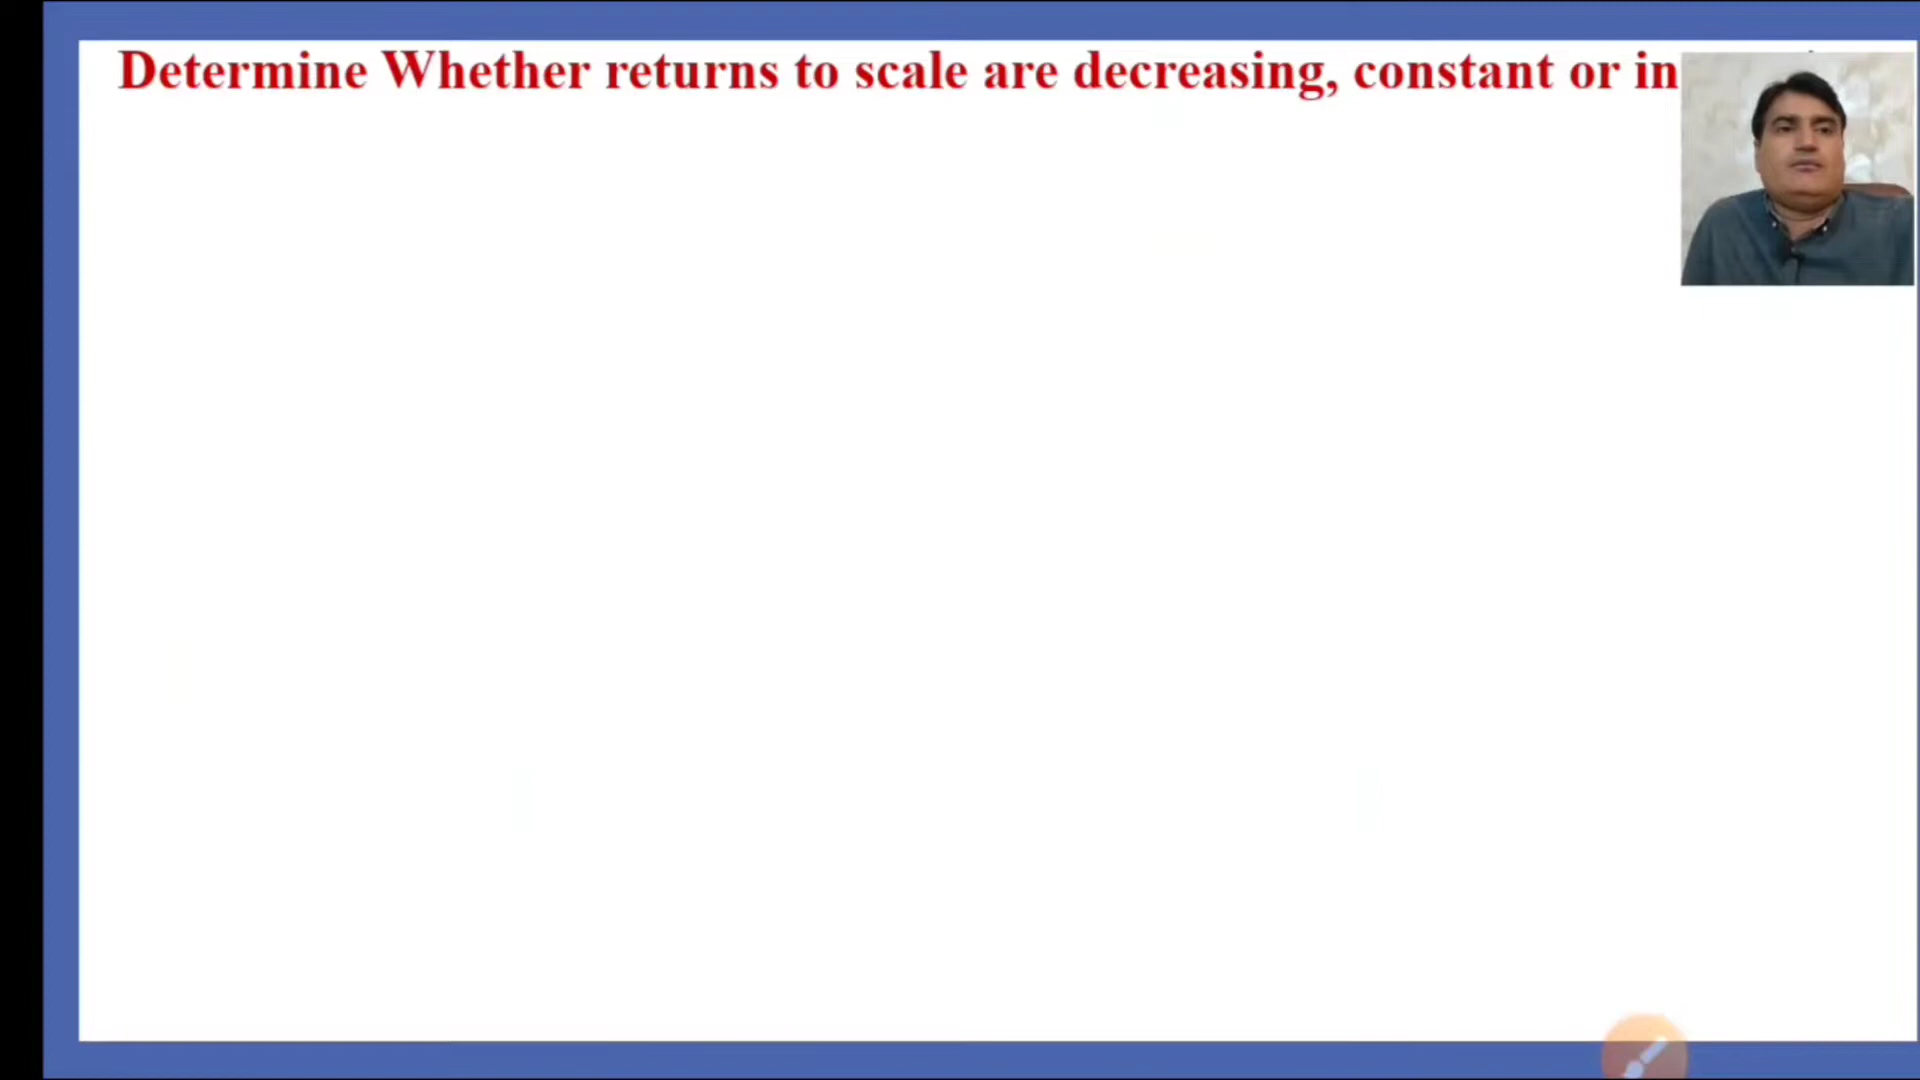 Determine Whether returns to scale are decreasing, constant or in